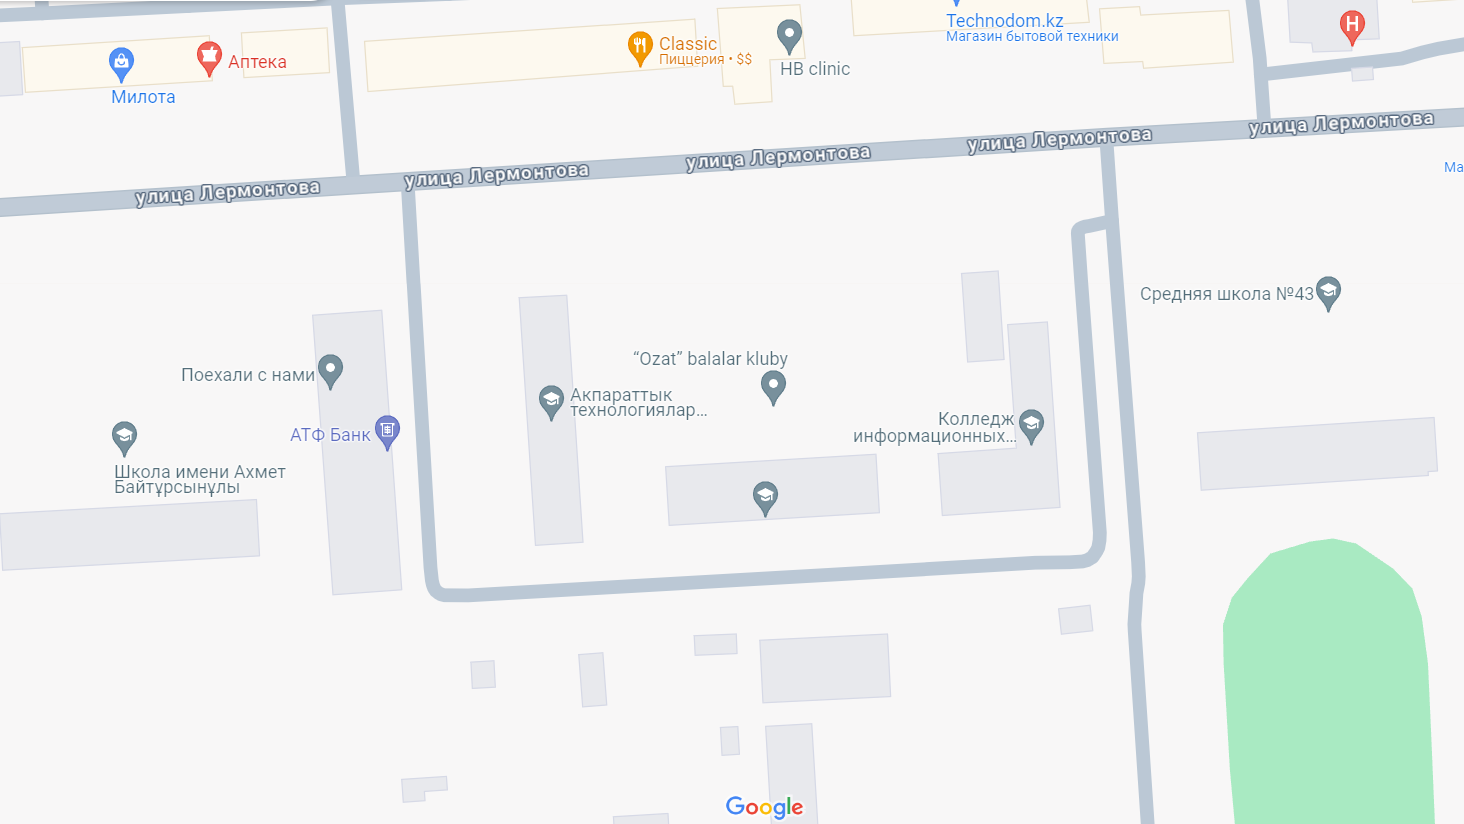 Technodom.kz
Магазин бытовой техники
Classic
Пиццерия • $$
Аптека
HB clinic
Милота
улица Лермонтова
улица Лермонтова
улица Лермонтова
улица Лермонтова
улица Лермонтова
Ма
Средняя школа №43
“Ozat” balalar kluby
Поехали с нами
Акпараттык
технологиялар...
Колледж
информационных...
АТФ Банк
Школа имени Ахмет
Байтұрсынұлы
H
Google